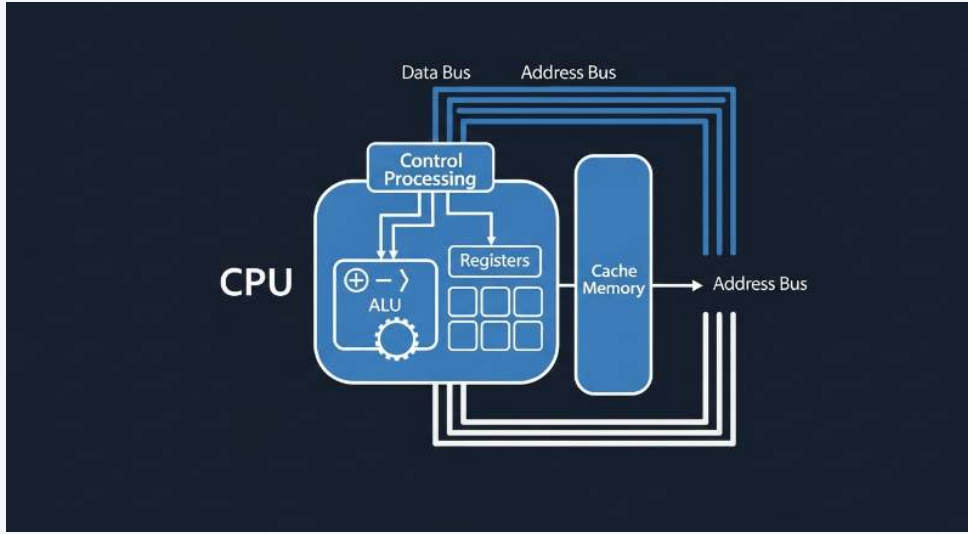 Data Bus
Address Bus
Control
Processing
CPU
Registers
ALU
Cache
Memory
Address Bus